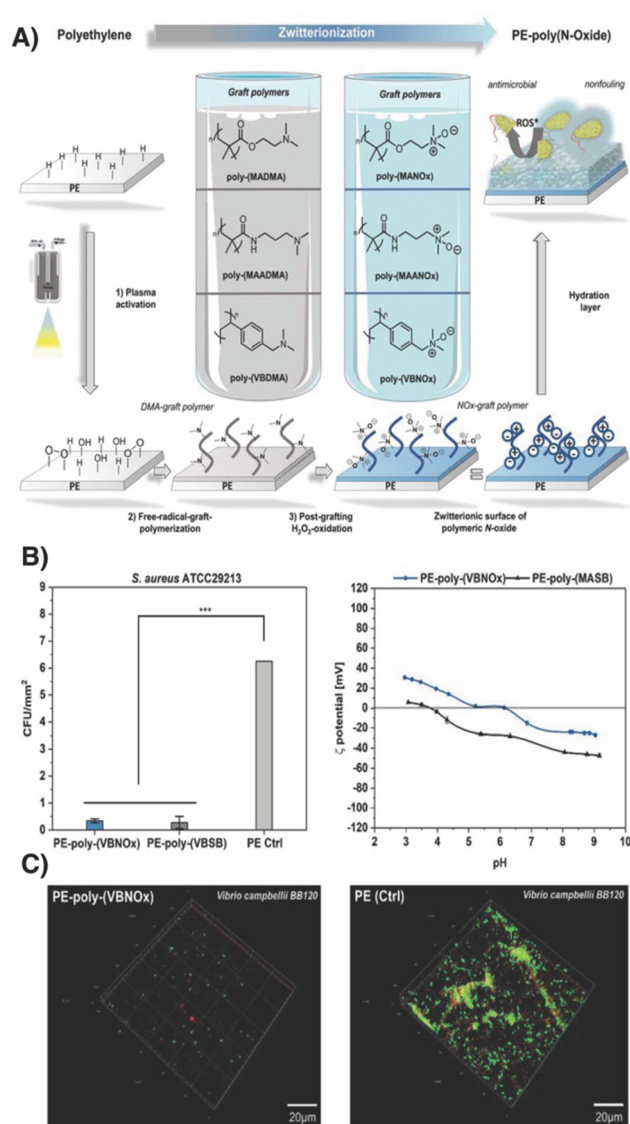 A)
Polyethylene
Zwitterionization
PE-poly(N-Oxide)
Graft polymers
Graft polymers
antimicrobial
nonfouling
ROS*
H H H H H H H H
PE
poly-(MADMA)
poly-(MANOx)
PE
1) Plasma
activation
poly-(MAADMA)
poly-(MAANOx)
Hydration
layer
poly-(VBDMA)
poly-(VBNOx)
DMA-graft polymer
NOx-graft polymer
PE
PE
PE
PE
2) Free-radical-graft-
polymerization
3) Post-grafting
H₂O₂-oxidation
Zwitterionic surface of
polymeric N-oxide
B)
S. aureus ATCC29213
***
CFU/mm²
9
8
7
6
5
4
3
2
1
0
PE-poly-(VBNOx)
PE-poly-(VBSB)
PE Ctrl
PE-poly-(VBNOx)
PE-poly-(MASB)
ζ potential [mV]
120
100
80
60
40
20
0
-20
-40
-60
-80
-100
-120
2 3 4 5 6 7 8 9 10
pH
C)
PE-poly-(VBNOx)
Vibrio campbellii BB120
20µm
PE (Ctrl)
Vibrio campbellii BB120
20µm